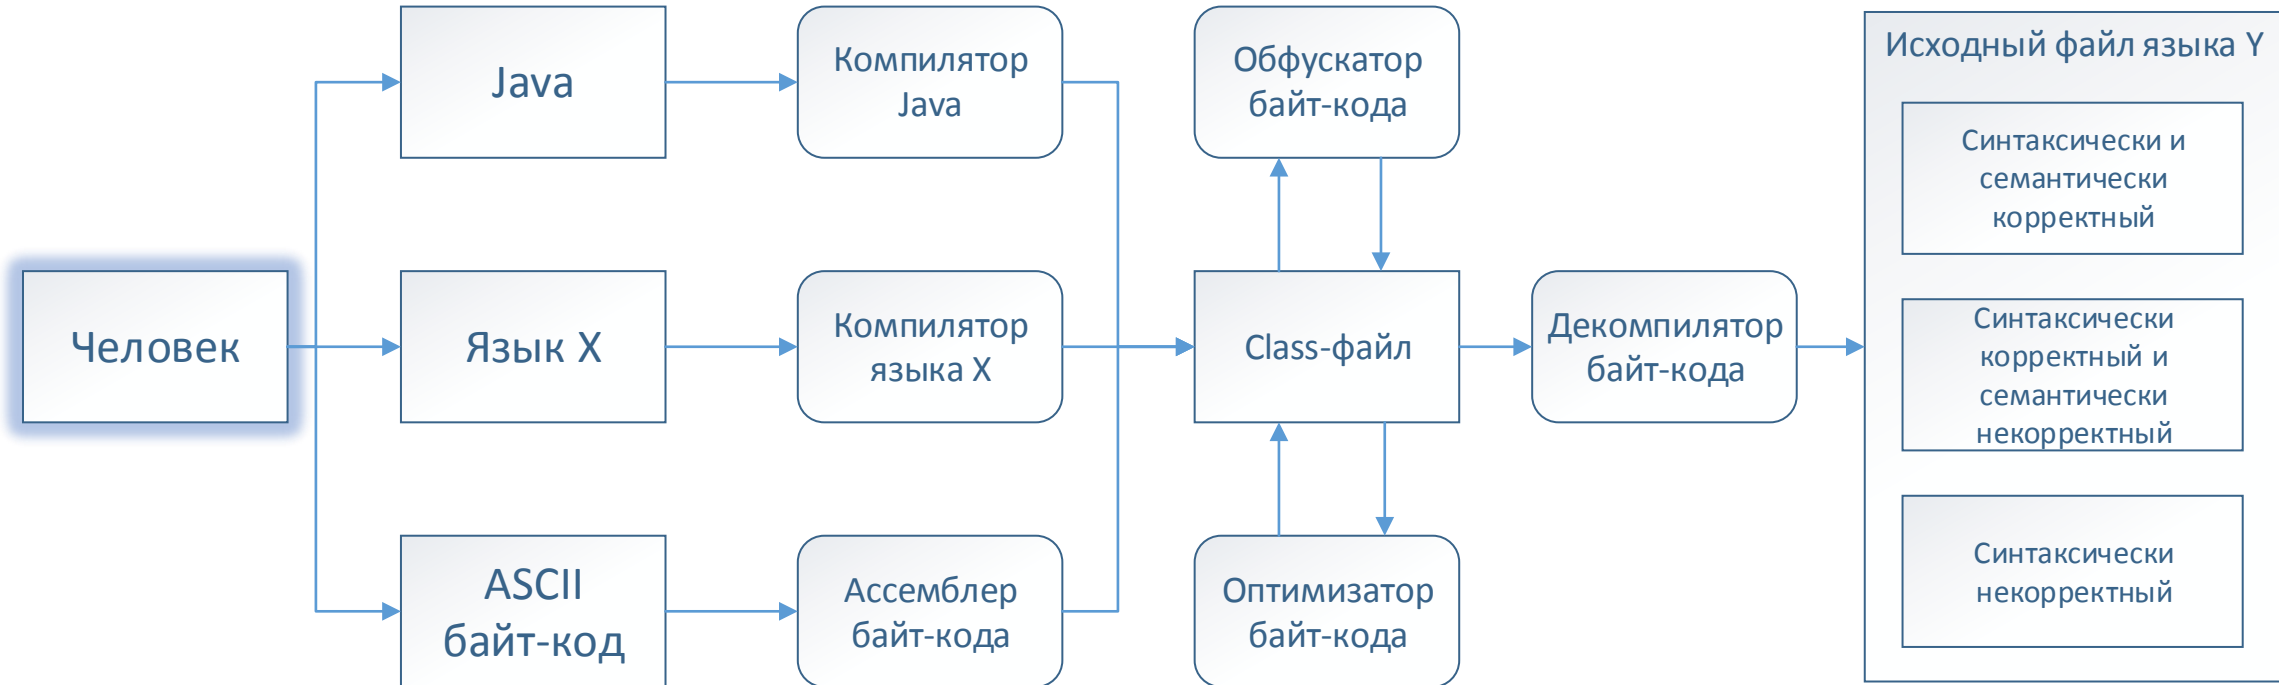 Человек
Java
Язык X
ASCII
байт-код
Компилятор
Java
Компилятор
языка X
Ассемблер
байт-кода
Обфускатор
байт-кода
Class-файл
Оптимизатор
байт-кода
Декомпилятор
байт-кода
Исходный файл языка Y
Синтаксически и
семантически
корректный
Синтаксически
корректный и
семантически
некорректный
Синтаксически
некорректный